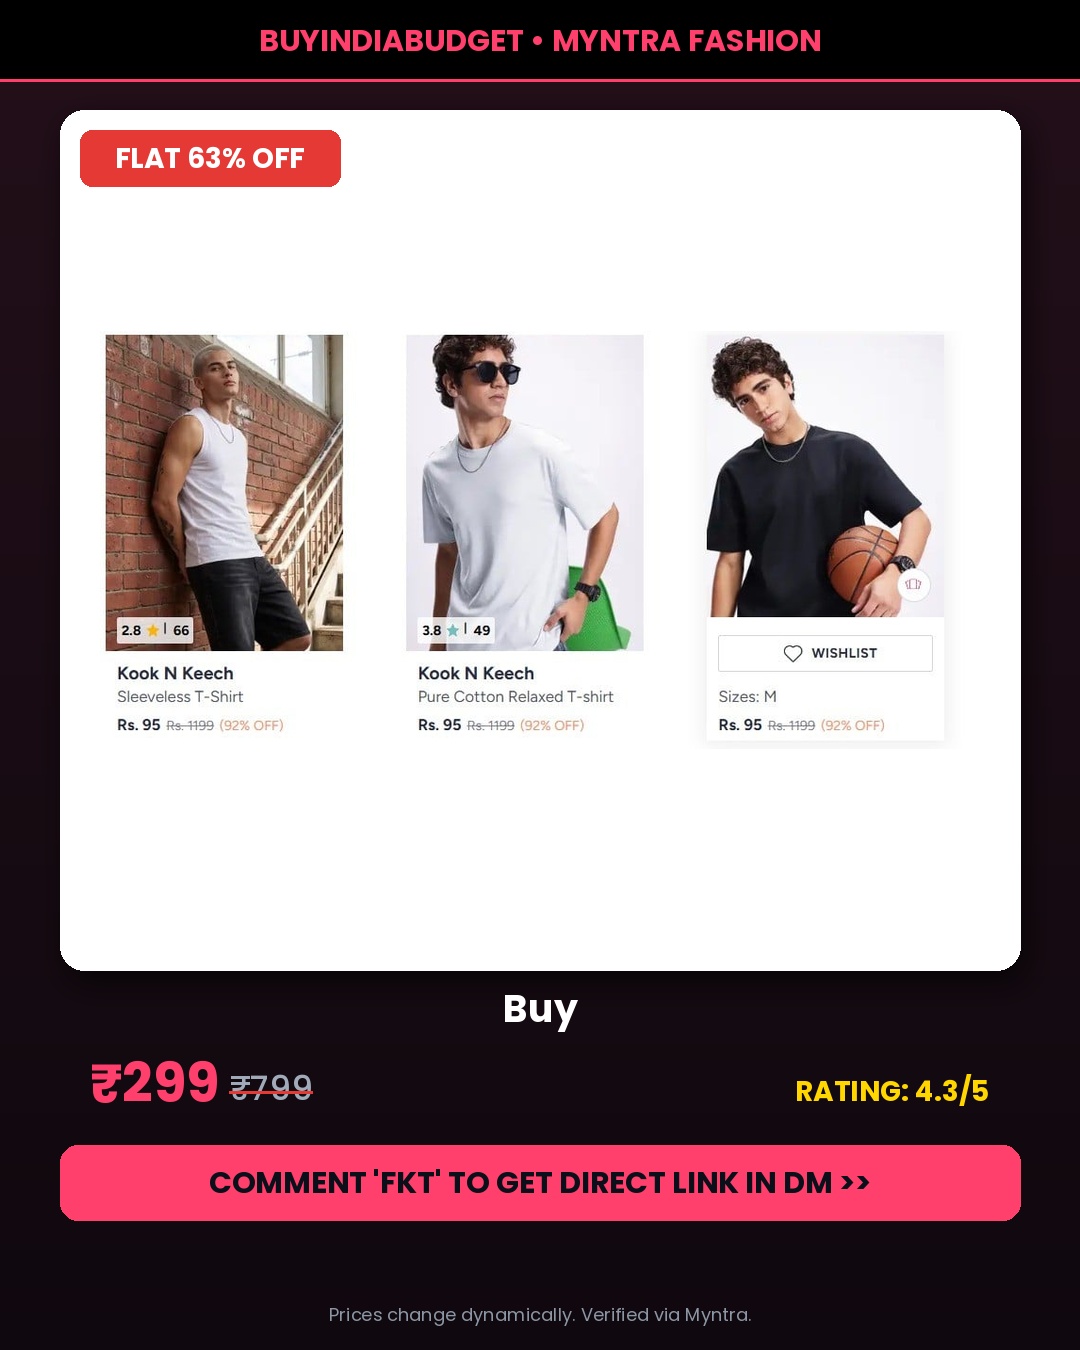 BUYINDIABUDGET • MYNTRA FASHION
FLAT 63% OFF
2.8 ★ | 66
Kook N Keech
Sleeveless T-Shirt
Rs. 95 Rs. 1199 (92% OFF)
3.8 ★ | 49
Kook N Keech
Pure Cotton Relaxed T-shirt
Rs. 95 Rs. 1199 (92% OFF)
WISHLIST
Sizes: M
Rs. 95 Rs. 1199 (92% OFF)
Buy
₹299 ₹799
RATING: 4.3/5
COMMENT 'FKT' TO GET DIRECT LINK IN DM >>
Prices change dynamically. Verified via Myntra.